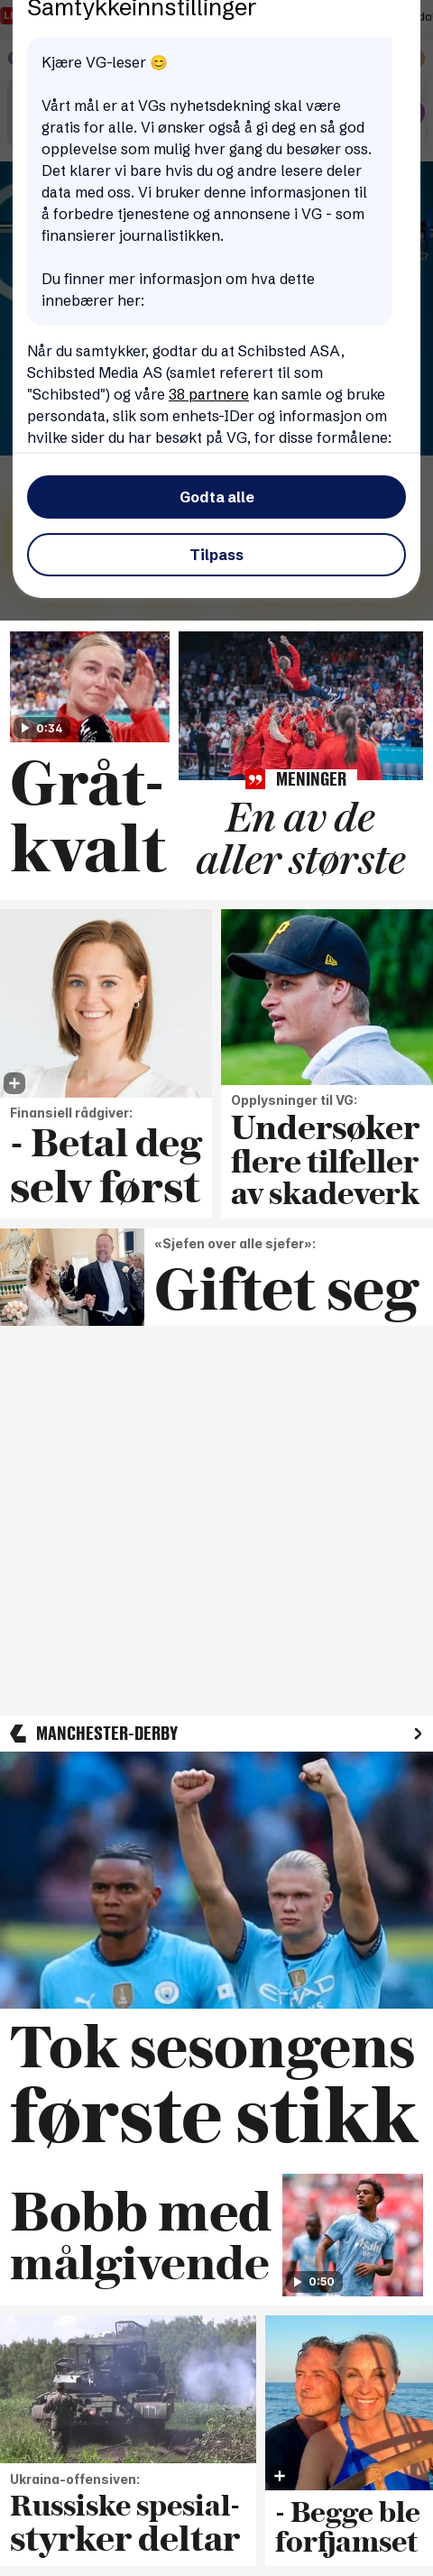 Samtykkeinnstillinger
Kjære VG-leser 😊
Vårt mål er at VGs nyhetsdekning skal være
gratis for alle. Vi ønsker også å gi deg en så god
opplevelse som mulig hver gang du besøker oss.
Det klarer vi bare hvis du og andre lesere deler
data med oss. Vi bruker denne informasjonen til
å forbedre tjenestene og annonsene i VG - som
finansierer journalistikken.
Du finner mer informasjon om hva dette
innebærer her:
Når du samtykker, godtar du at Schibsted ASA,
Schibsted Media AS (samlet referert til som
"Schibsted") og våre 38 partnere kan samle og bruke
persondata, slik som enhets-IDer og informasjon om
hvilke sider du har besøkt på VG, for disse formålene:
Godta alle
Tilpass
0:34
Gråt-
kvalt
MENINGER
En av de
aller største
Finansiell rådgiver:
- Betal deg
selv først
Opplysninger til VG:
Undersøker
flere tilfeller
av skadeverk
«Sjefen over alle sjefer»:
Giftet seg
MANCHESTER-DERBY
Tok sesongens
første stikk
Bobb med
målgivende
0:50
Ukraina-offensiven:
Russiske spesial-
styrker deltar
- Begge ble
forfjamset